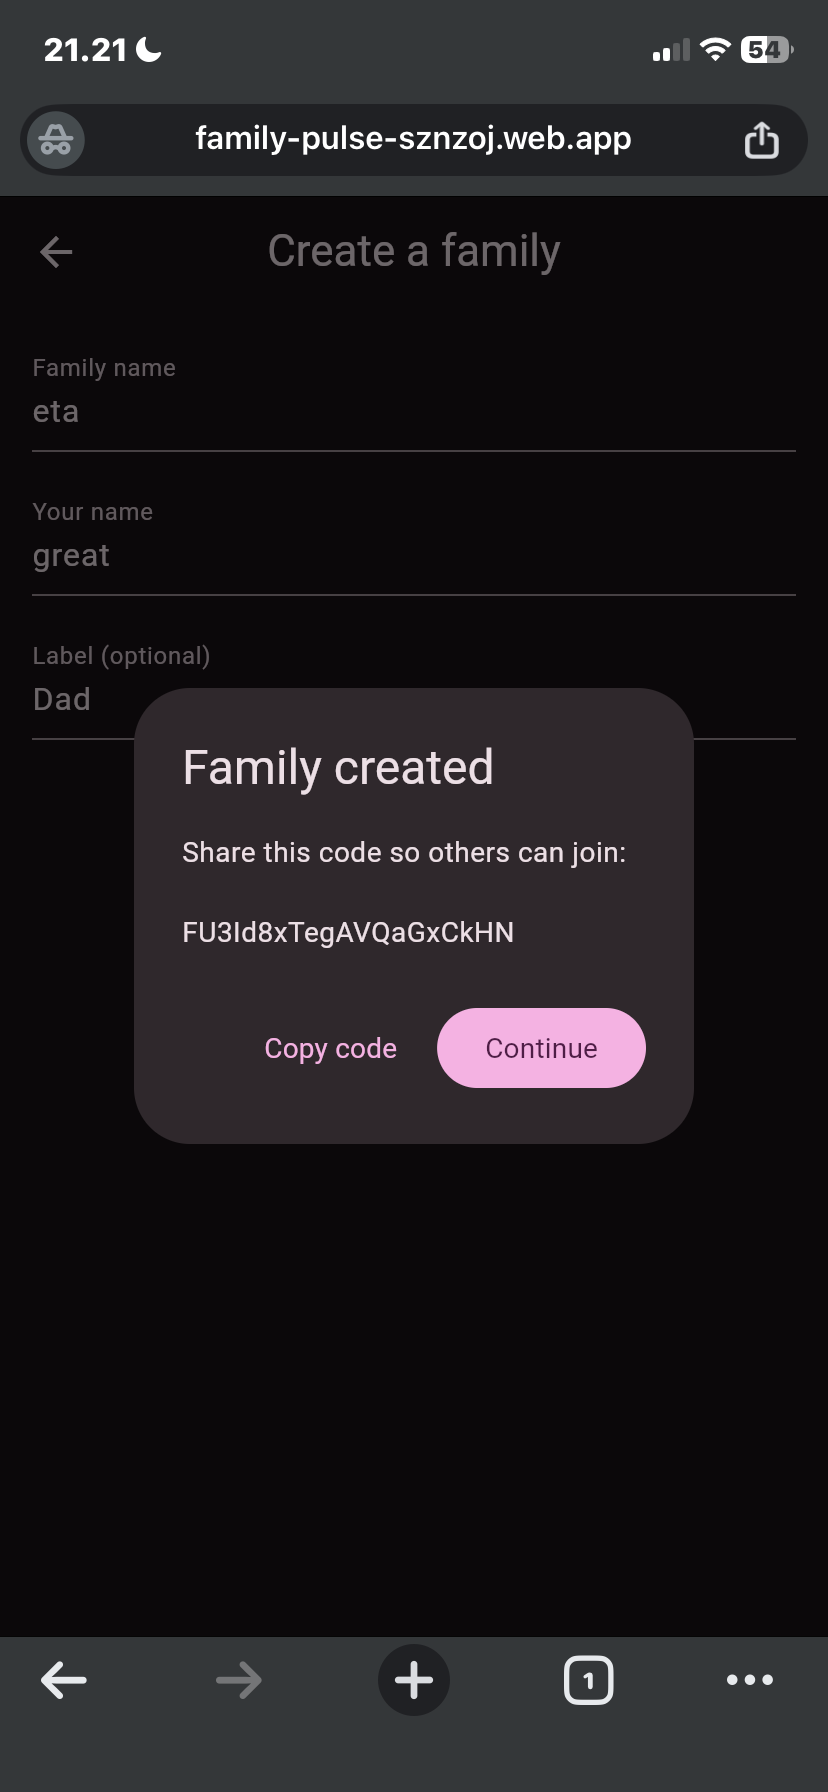 21.21
54
family-pulse-sznzoj.web.app
Create a family
Family name
eta
Your name
great
Label (optional)
Dad
Family created
Share this code so others can join:
FU3Id8xTegAVQaGxCkHN
Copy code
Continue
1